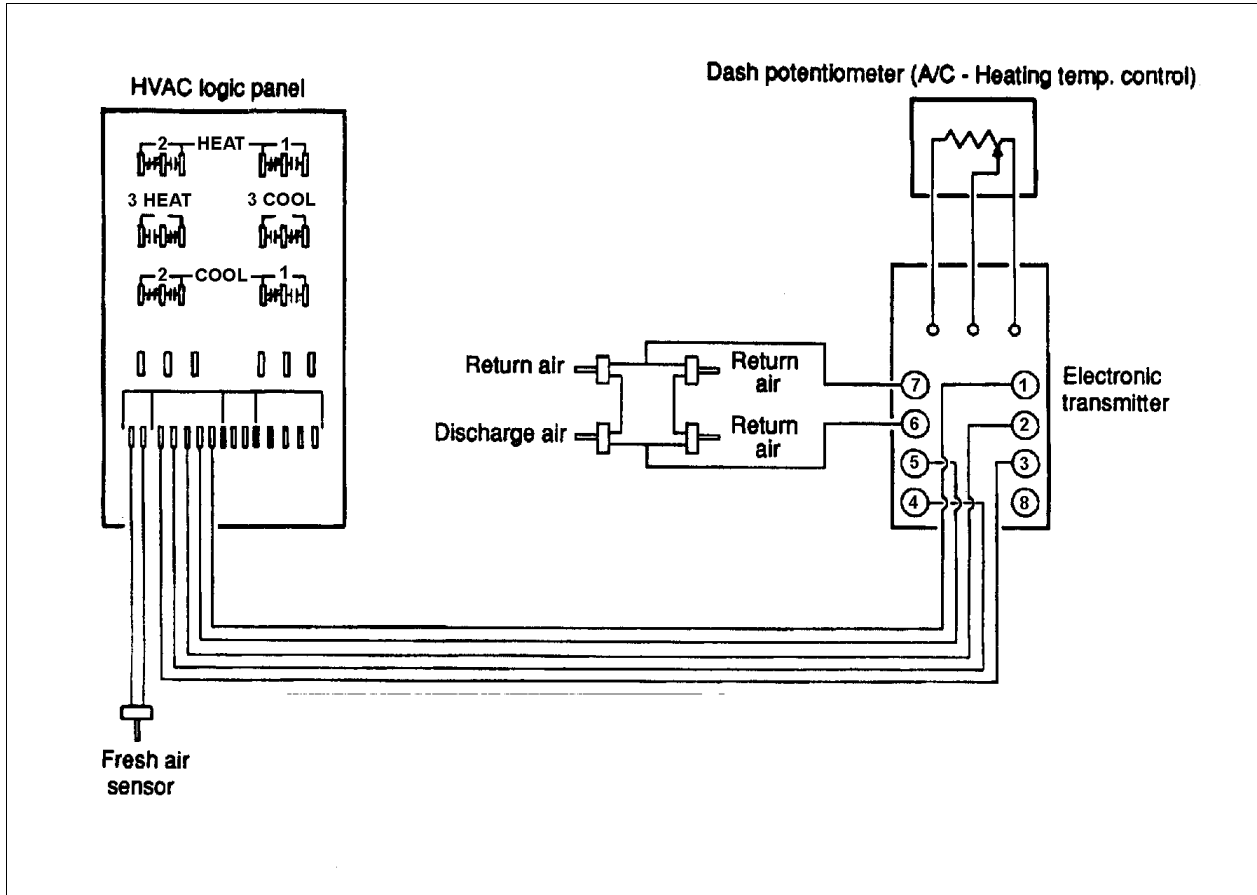 Dash potentiometer (A/C - Heating temp. control)
HVAC logic panel
2 HEAT 1
3 HEAT 3 COOL
2 COOL 1
Return air
Return
air
Discharge air
Return
air
Electronic
transmitter
7 1
6 2
5 3
4 8
Fresh air
sensor